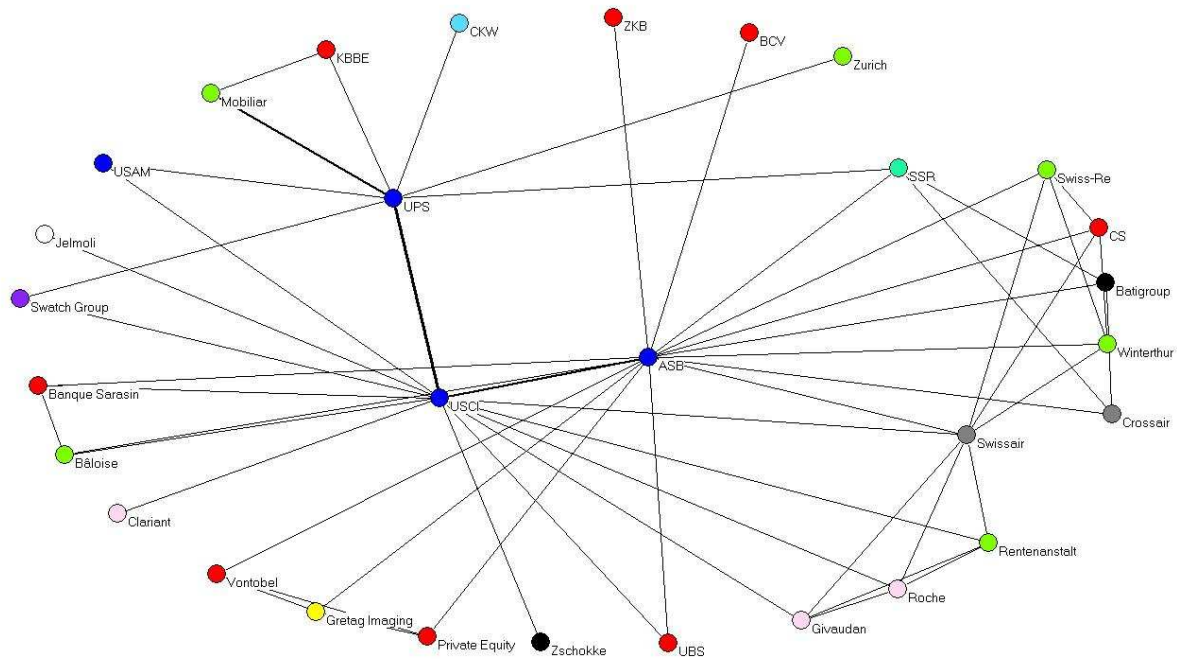 CKW
ZKB
BCV
KBBE
Zurich
Mobiliar
USAM
SSR
Swiss-Re
UPS
CS
Jelmoli
Batigroup
Swatch Group
Winterthur
ASB
Banque Sarasin
USCI
Crossair
Swissair
Bâloise
Clariant
Rentenanstalt
Vontobel
Roche
Gretag Imaging
Givaudan
Private Equity
Zschokke
UBS